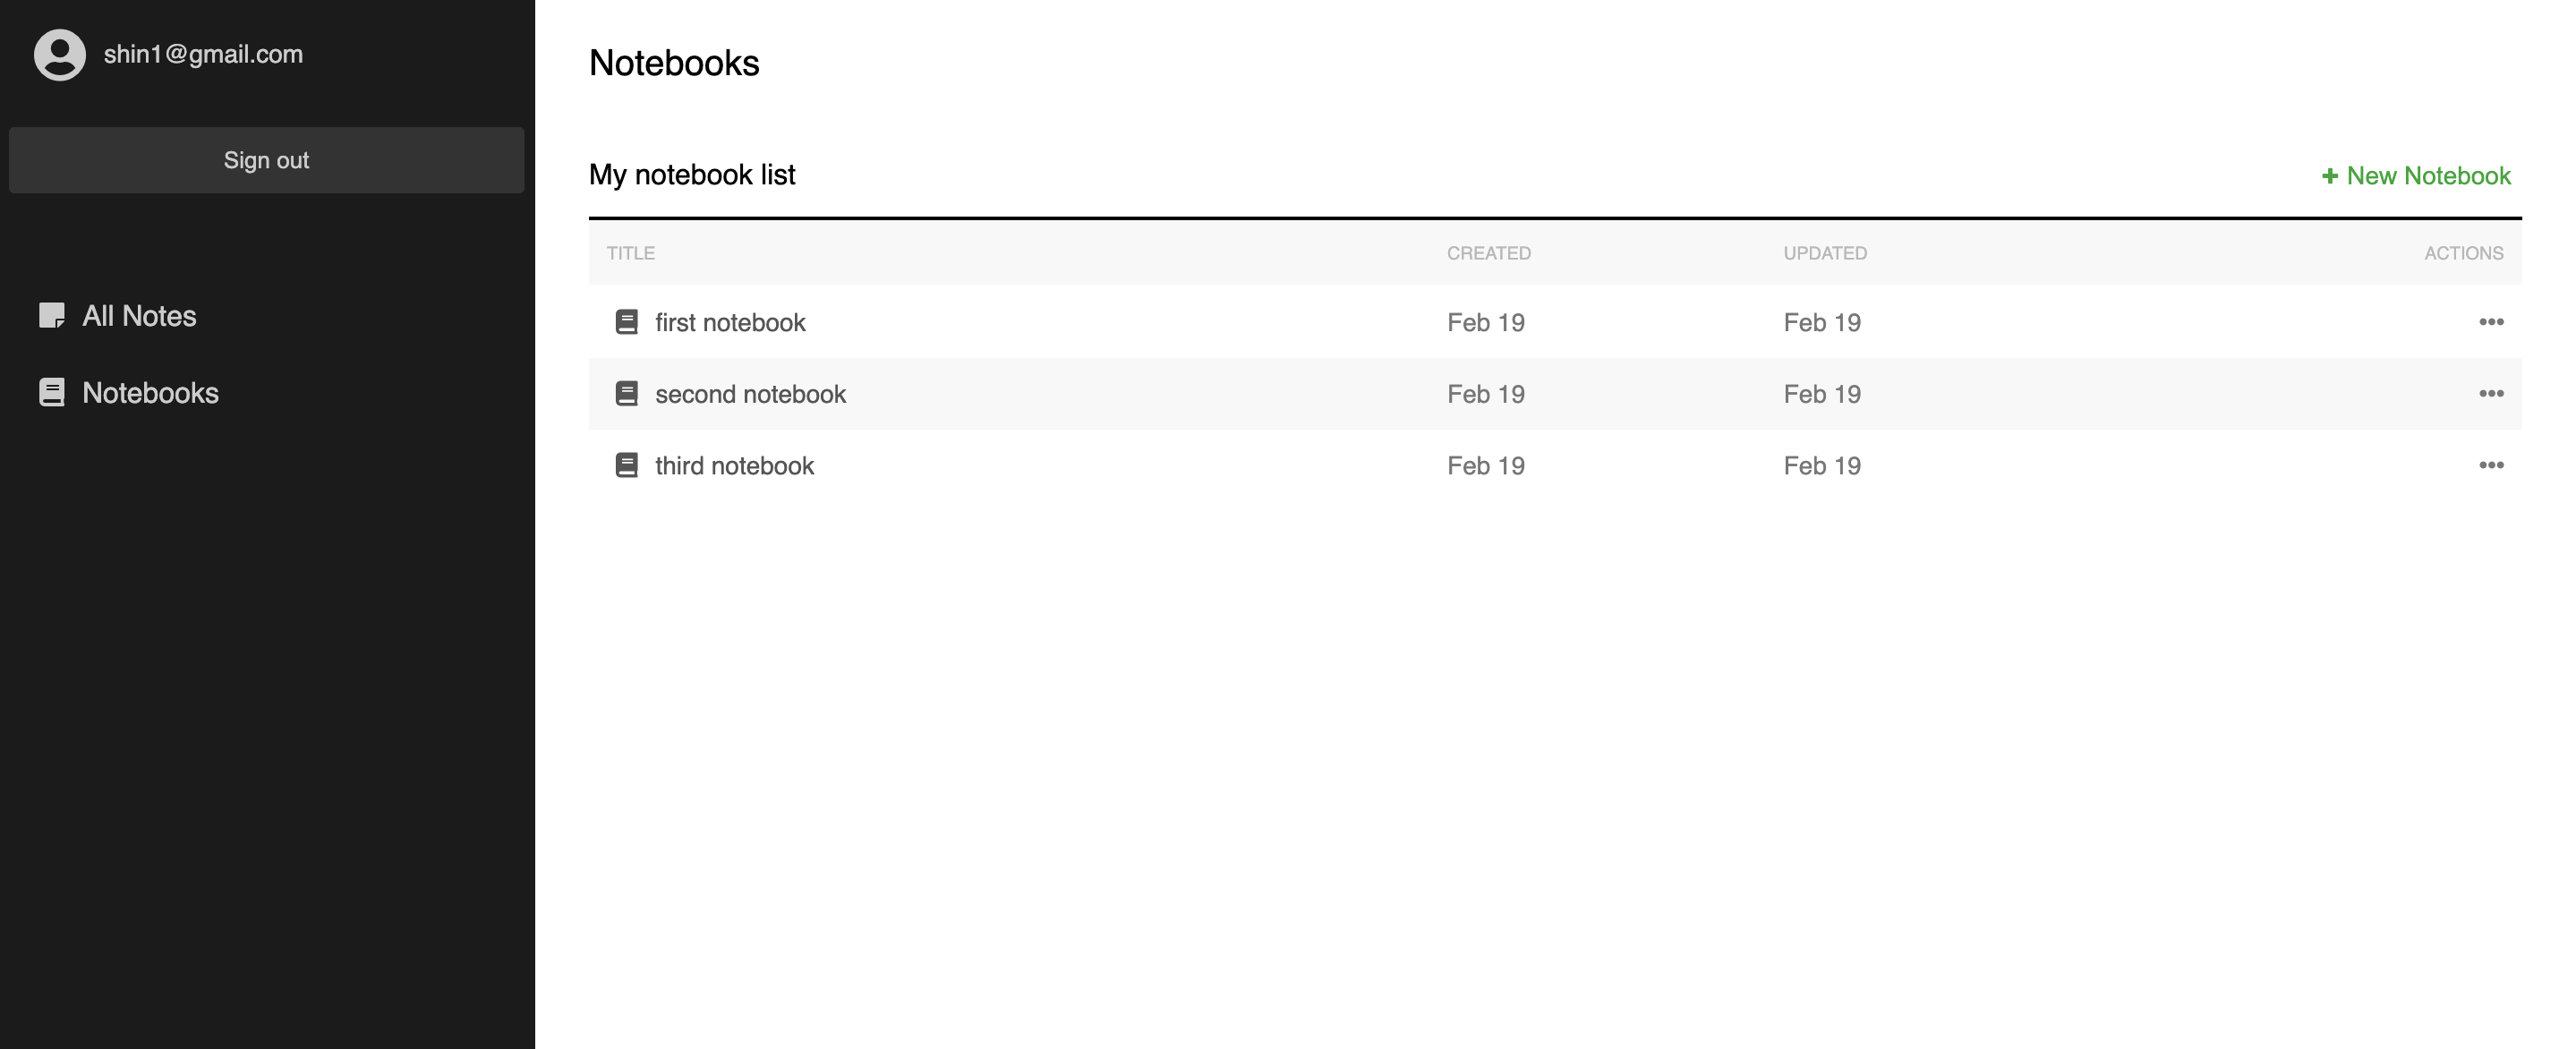 shin1@gmail.com
Sign out
All Notes
Notebooks
Notebooks
My notebook list
+ New Notebook
TITLE CREATED UPDATED ACTIONS
first notebook Feb 19 Feb 19 •••
second notebook Feb 19 Feb 19 •••
third notebook Feb 19 Feb 19 •••